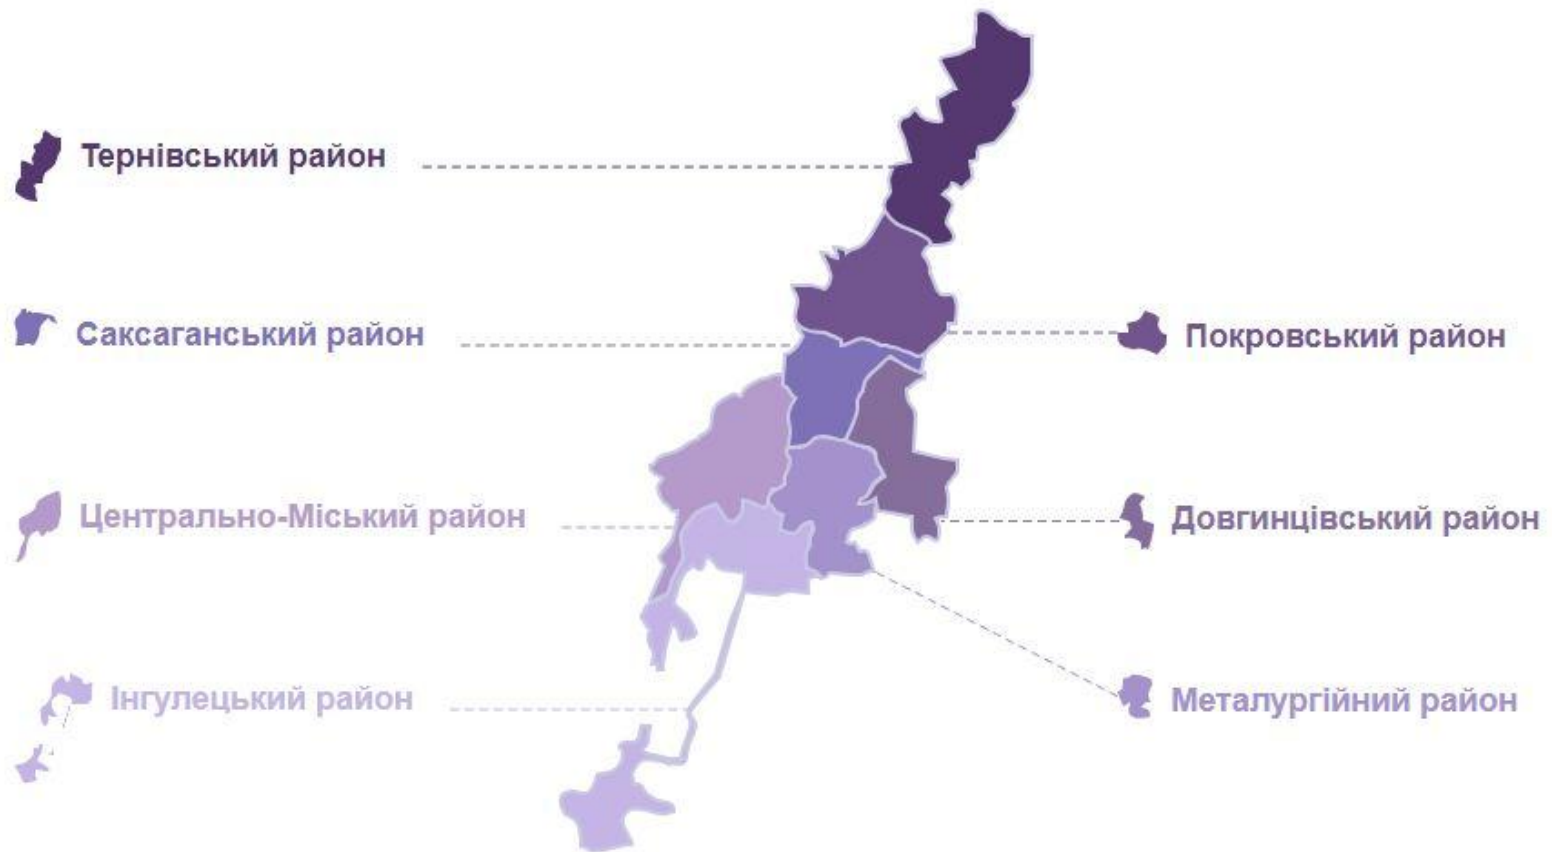 Тернівський район
Саксаганський район
Покровський район
Центрально-Міський район
Довгинцівський район
Інгулецький район
Металургійний район